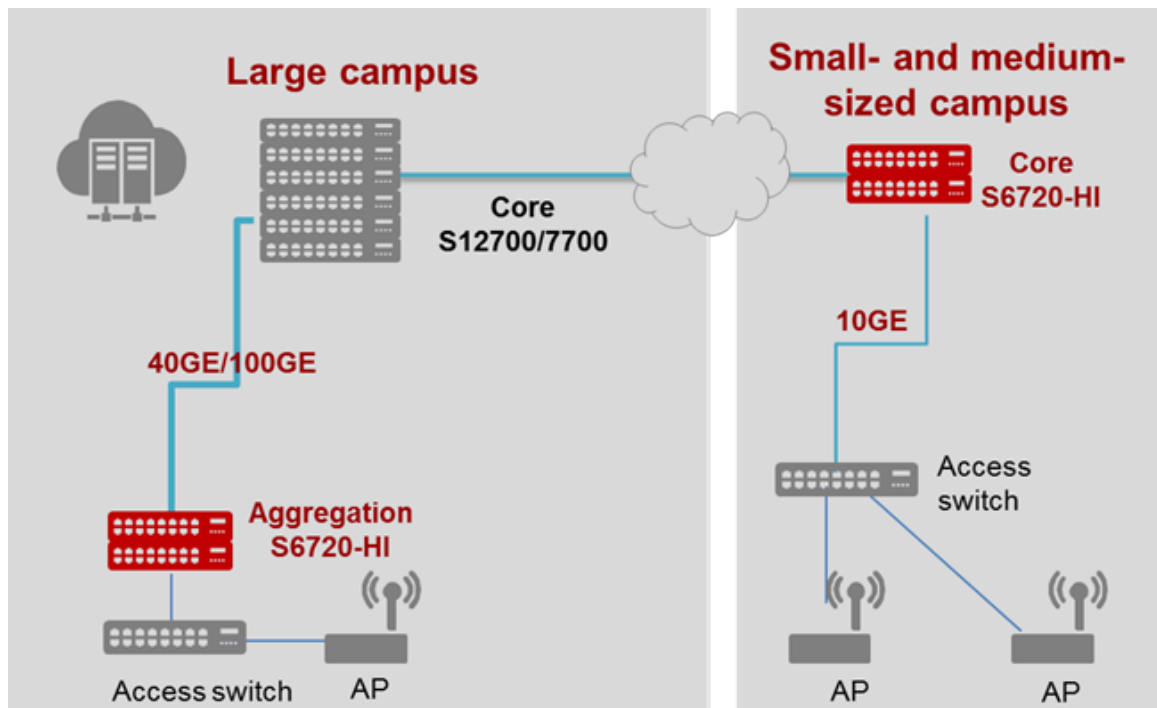 Large campus
Core
S12700/7700
40GE/100GE
Aggregation
S6720-HI
Access switch
AP
Small- and medium-
sized campus
Core
S6720-HI
10GE
Access
switch
AP
AP